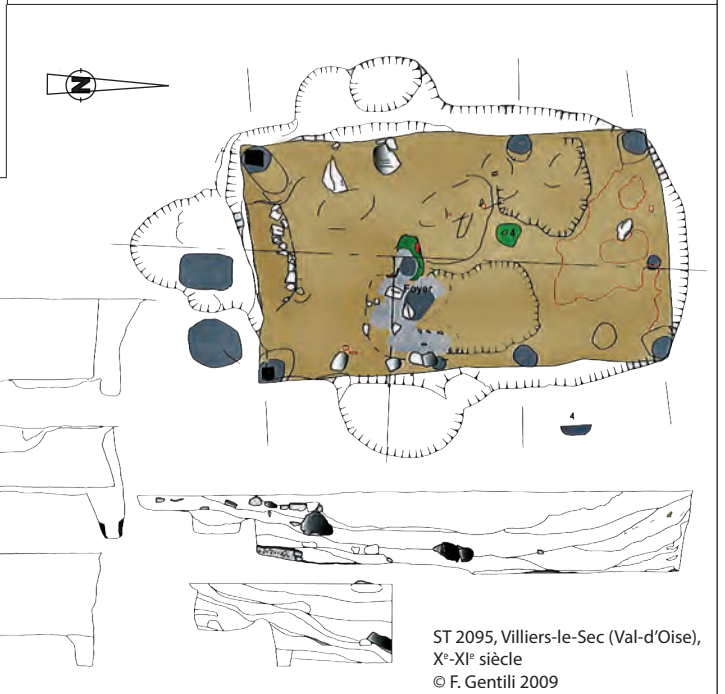 N
4
Foyer
4
ST 2095, Villiers-le-Sec (Val-d'Oise),
Xᵉ-XIᵉ siècle
© F. Gentili 2009